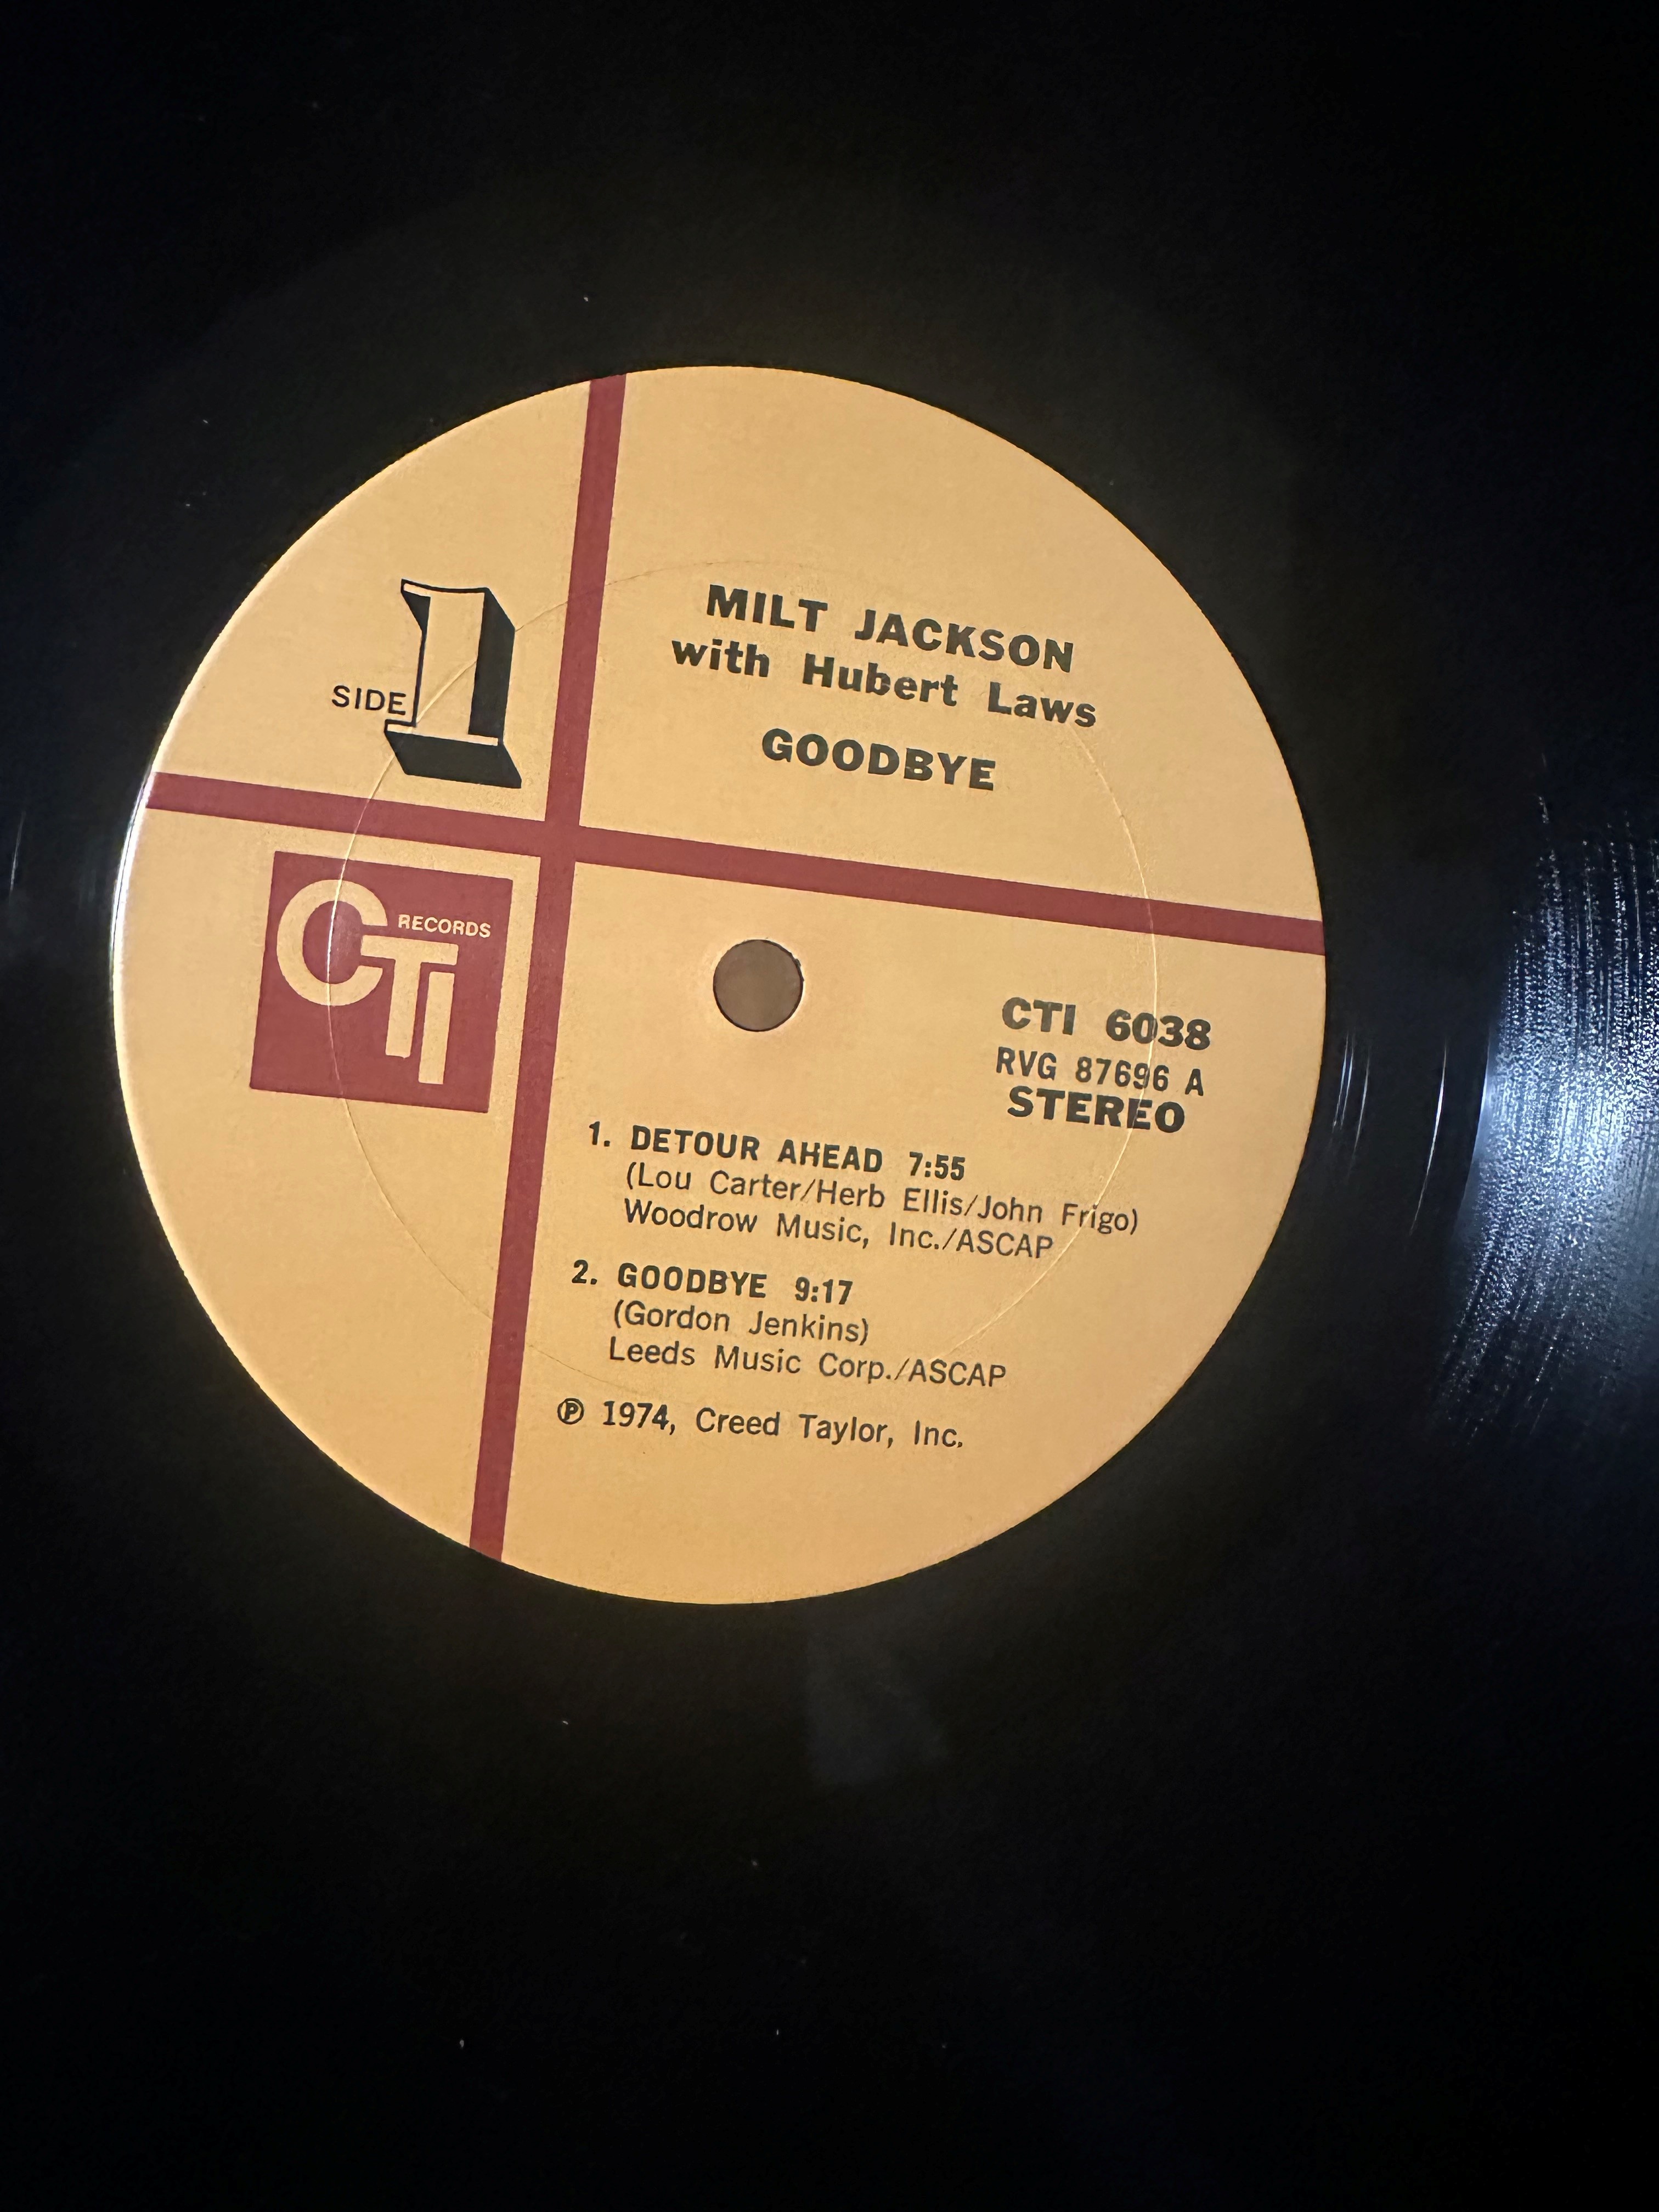 SIDE 1
MILT JACKSON
with Hubert Laws
GOODBYE
CTI RECORDS
CTI 6038
RVG 87696 A
STEREO
1. DETOUR AHEAD 7:55
(Lou Carter/Herb Ellis/John Frigo)
Woodrow Music, Inc./ASCAP
2. GOODBYE 9:17
(Gordon Jenkins)
Leeds Music Corp./ASCAP
℗ 1974, Creed Taylor, Inc.